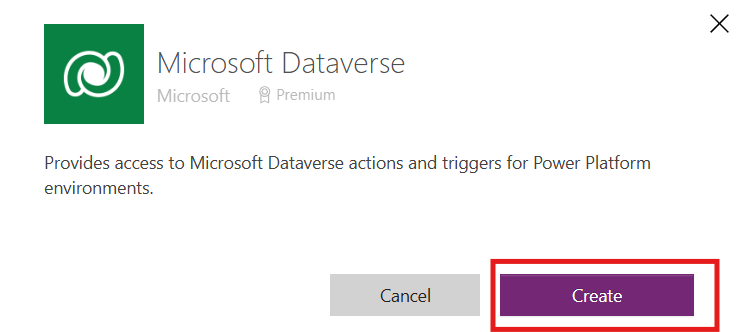 Microsoft Dataverse
Microsoft Premium
Provides access to Microsoft Dataverse actions and triggers for Power Platform
environments.
Cancel Create